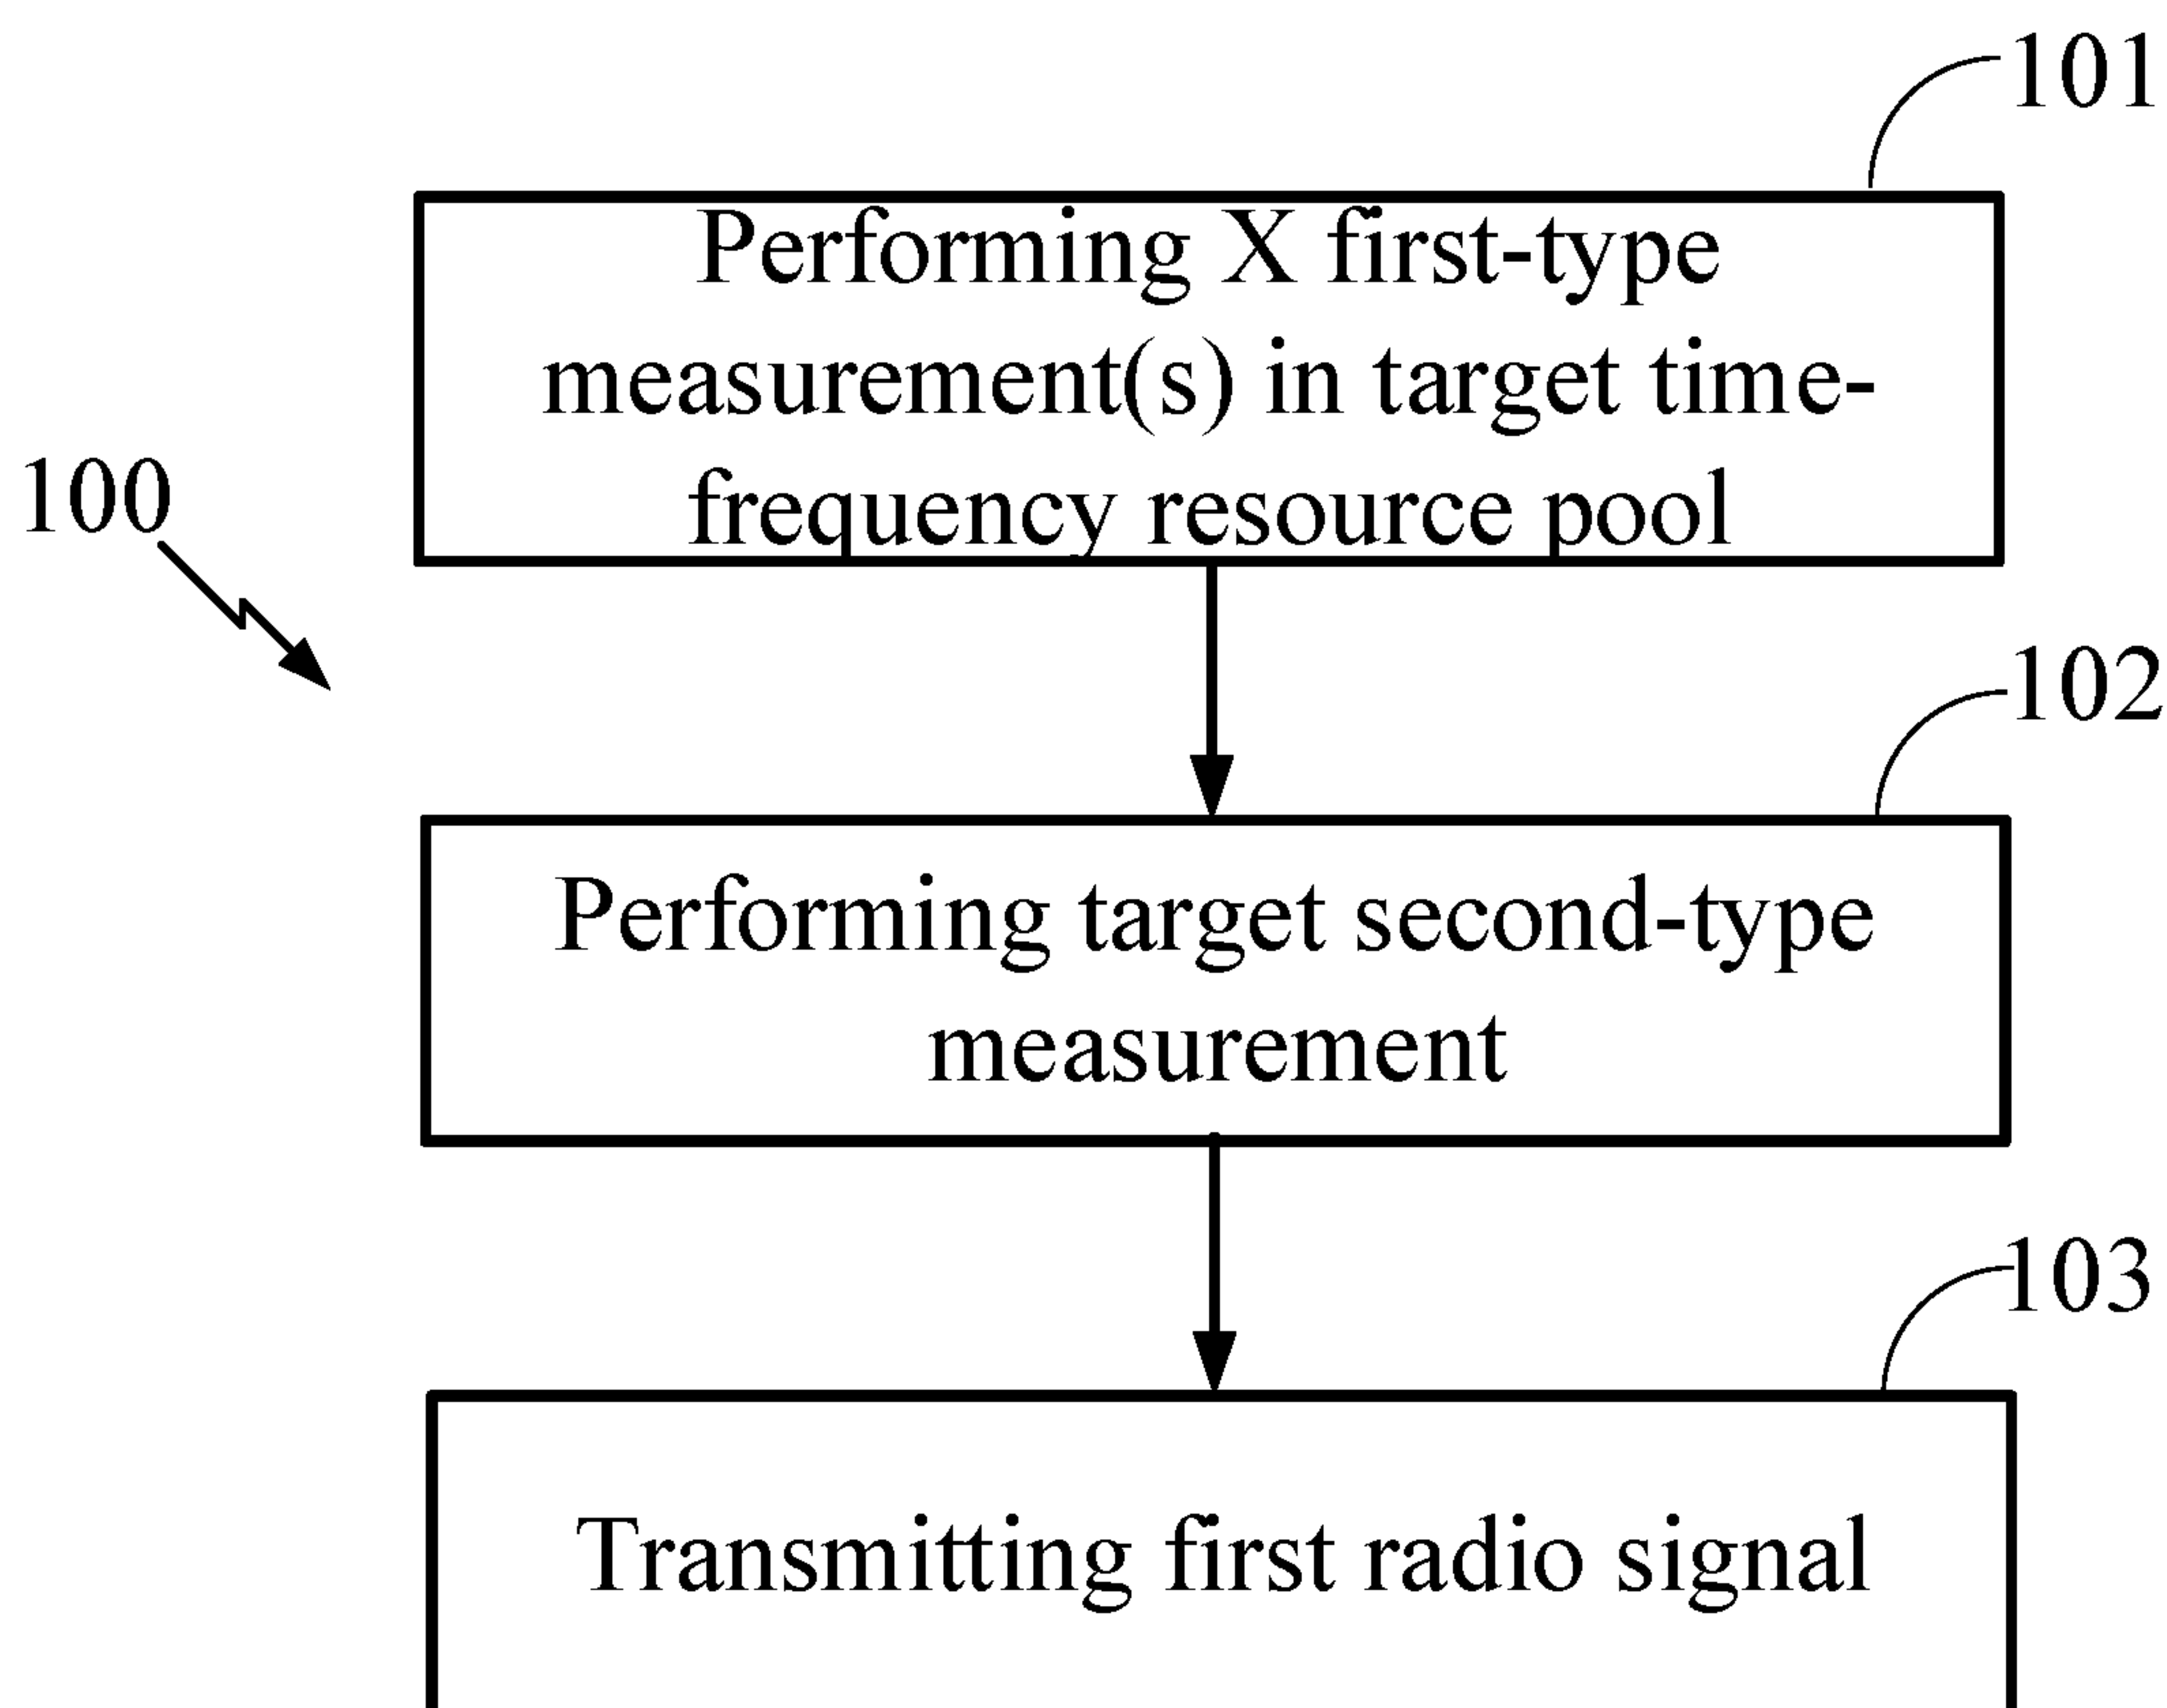 101
Performing X first-type
measurement(s) in target time-
frequency resource pool
100
102
Performing target second-type
measurement
103
Transmitting first radio signal